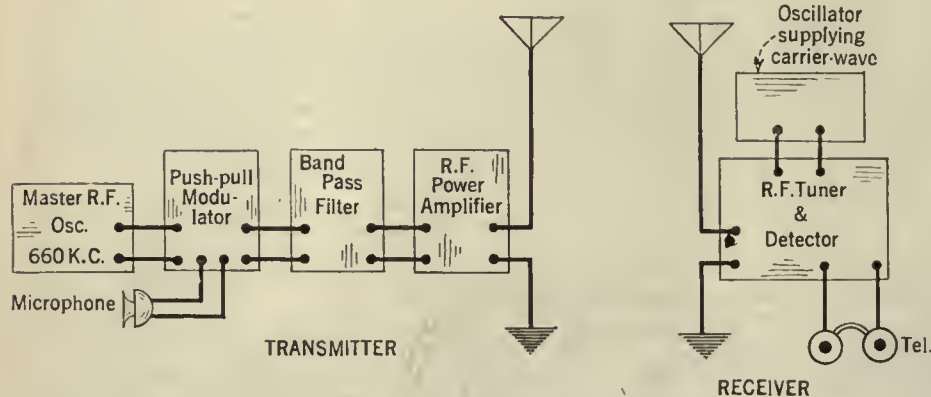 Oscillator
supplying
carrier-wave
Master R.F.
Osc.
660 K.C.
Push-pull
Modu-
lator
Band
Pass
Filter
R.F.
Power
Amplifier
R.F. Tuner
&
Detector
Microphone
Tel.
TRANSMITTER
RECEIVER